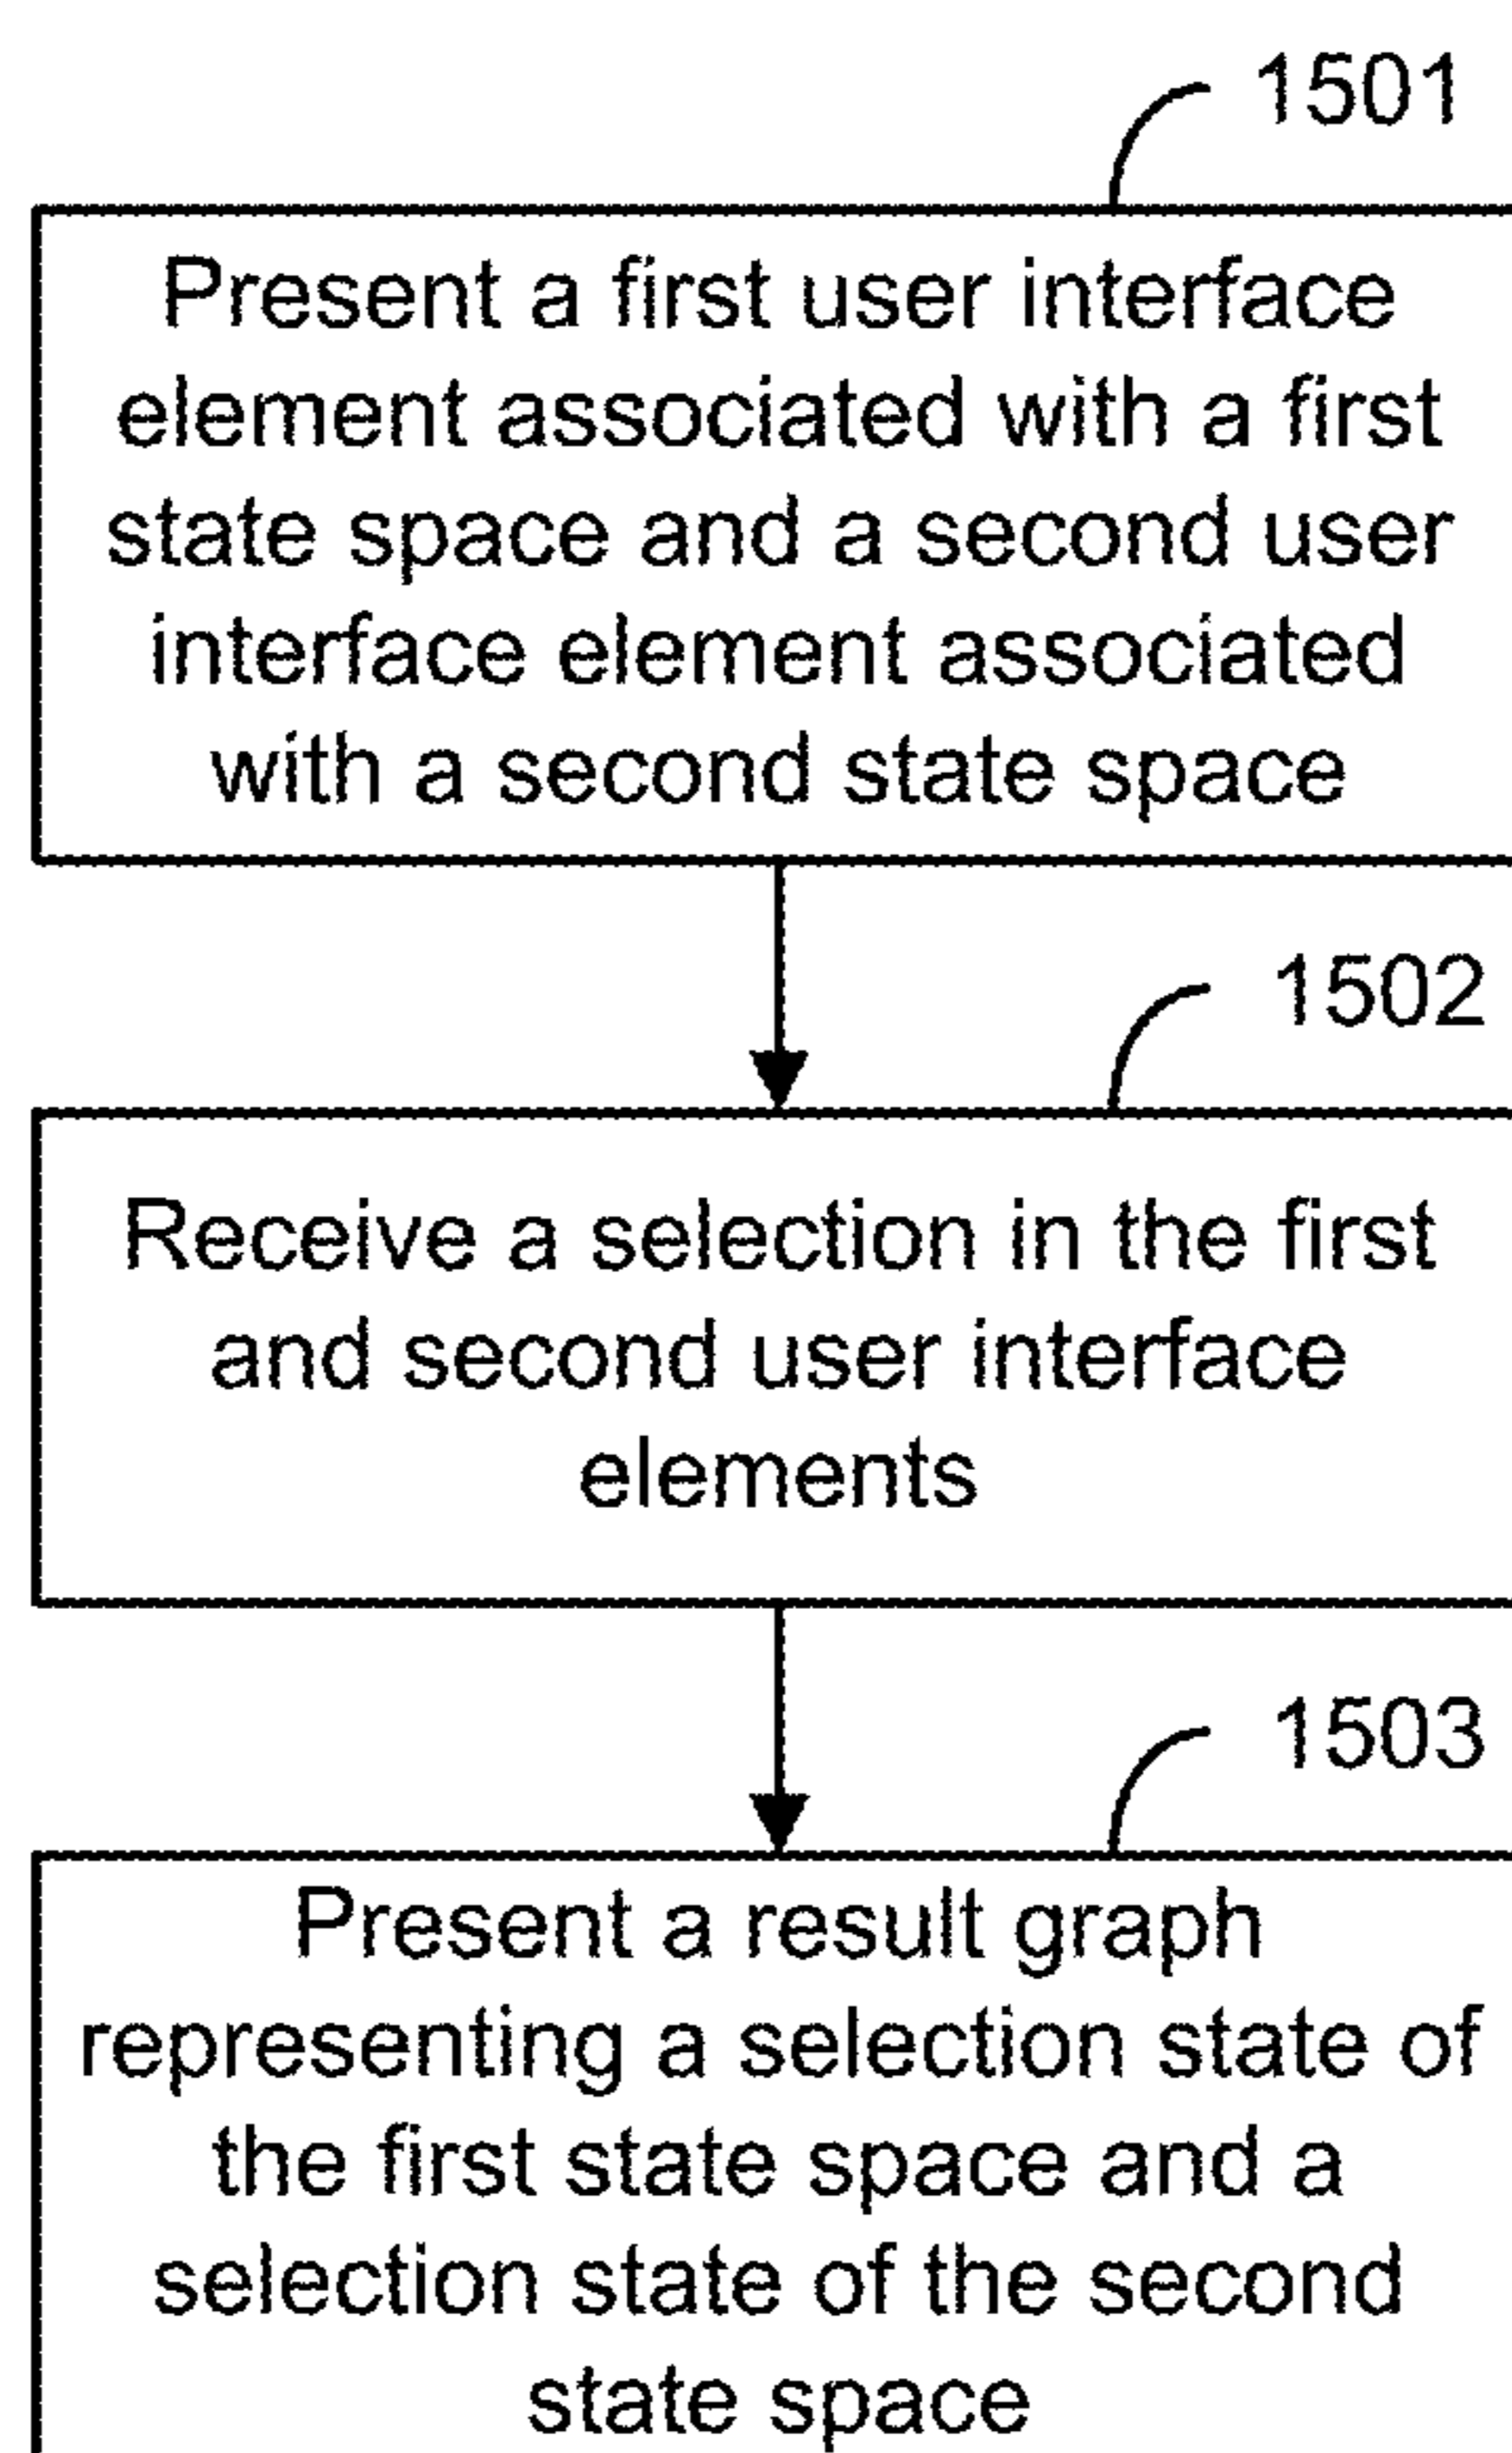 1501
Present a first user interface
element associated with a first
state space and a second user
interface element associated
with a second state space
1502
Receive a selection in the first
and second user interface
elements
1503
Present a result graph
representing a selection state of
the first state space and a
selection state of the second
state space